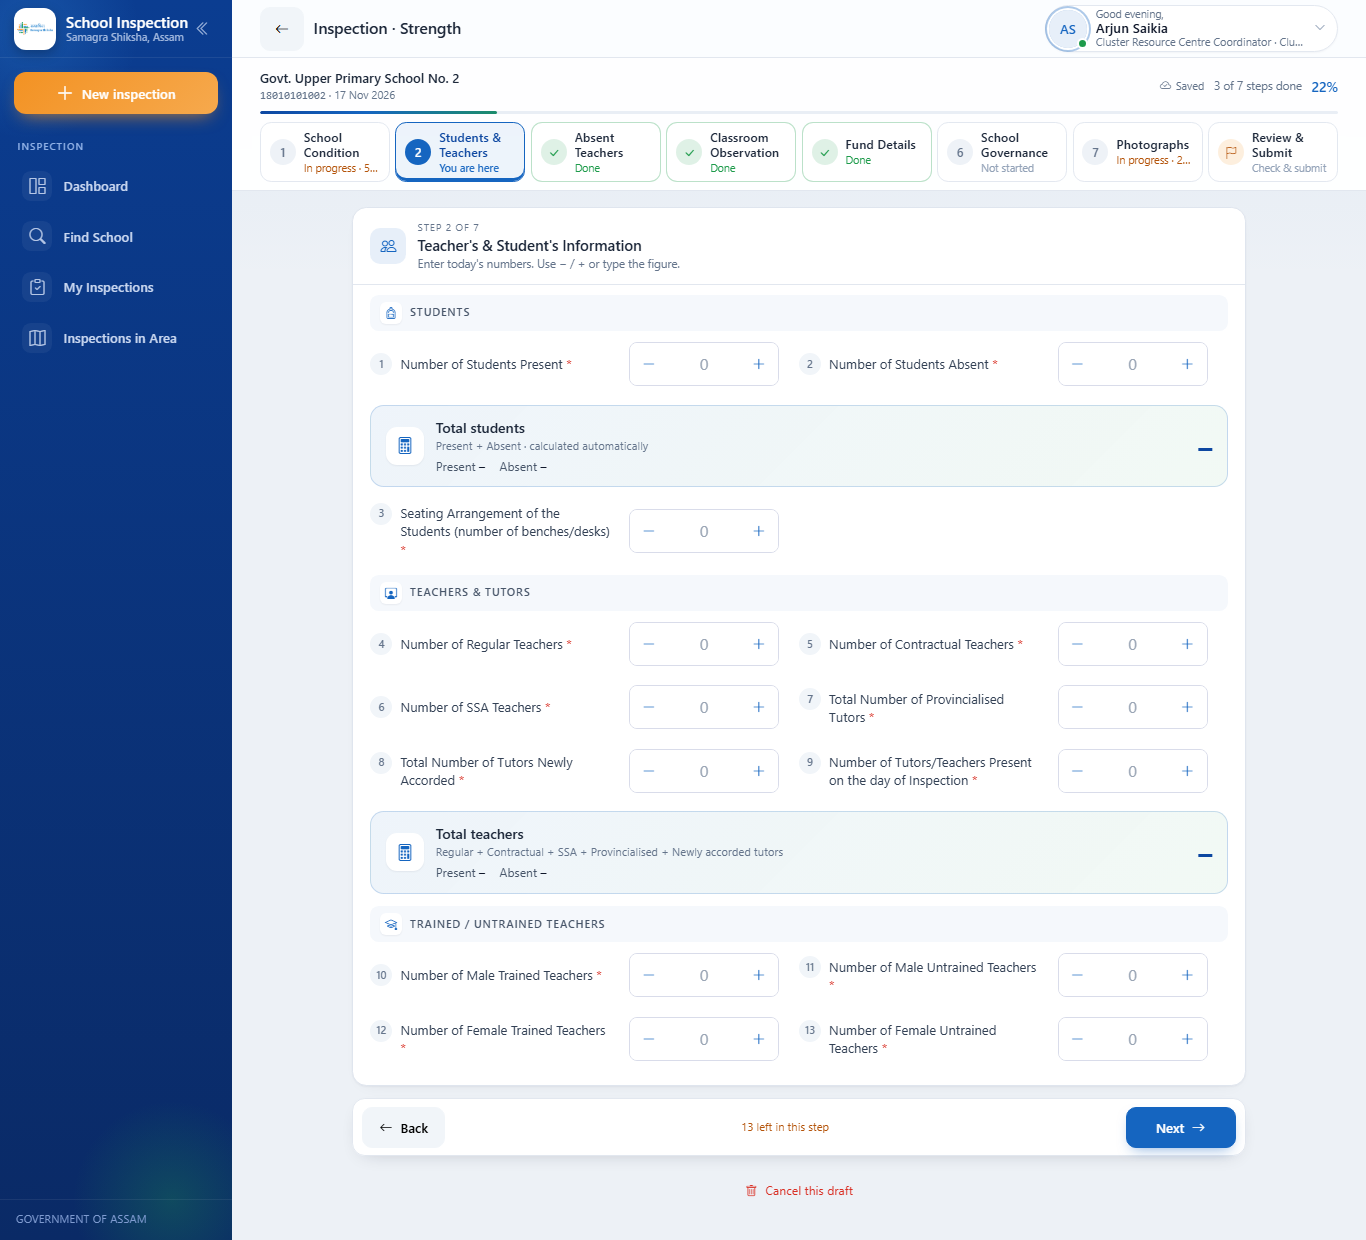 School Inspection
Samagra Shiksha, Assam
New inspection
INSPECTION
Dashboard
Find School
My Inspections
Inspections in Area
GOVERNMENT OF ASSAM
Inspection · Strength
AS
Good evening,
Arjun Saikia
Cluster Resource Centre Coordinator · Clu...
Govt. Upper Primary School No. 2
18010101002 · 17 Nov 2026
Saved 3 of 7 steps done 22%
1 School Condition
In progress · 5...
2 Students & Teachers
You are here
Absent Teachers
Done
Classroom Observation
Done
Fund Details
Done
6 School Governance
Not started
7 Photographs
In progress · 2...
Review & Submit
Check & submit
STEP 2 OF 7
Teacher's & Student's Information
Enter today's numbers. Use − / + or type the figure.
STUDENTS
1 Number of Students Present * − 0 +
2 Number of Students Absent * − 0 +
Total students
Present + Absent · calculated automatically
Present – Absent –
–
3 Seating Arrangement of the
Students (number of benches/desks)
* − 0 +
TEACHERS & TUTORS
4 Number of Regular Teachers * − 0 +
5 Number of Contractual Teachers * − 0 +
6 Number of SSA Teachers * − 0 +
7 Total Number of Provincialised
Tutors * − 0 +
8 Total Number of Tutors Newly
Accorded * − 0 +
9 Number of Tutors/Teachers Present
on the day of Inspection * − 0 +
Total teachers
Regular + Contractual + SSA + Provincialised + Newly accorded tutors
Present – Absent –
–
TRAINED / UNTRAINED TEACHERS
10 Number of Male Trained Teachers * − 0 +
11 Number of Male Untrained Teachers
* − 0 +
12 Number of Female Trained Teachers
* − 0 +
13 Number of Female Untrained
Teachers * − 0 +
← Back
13 left in this step
Next →
Cancel this draft